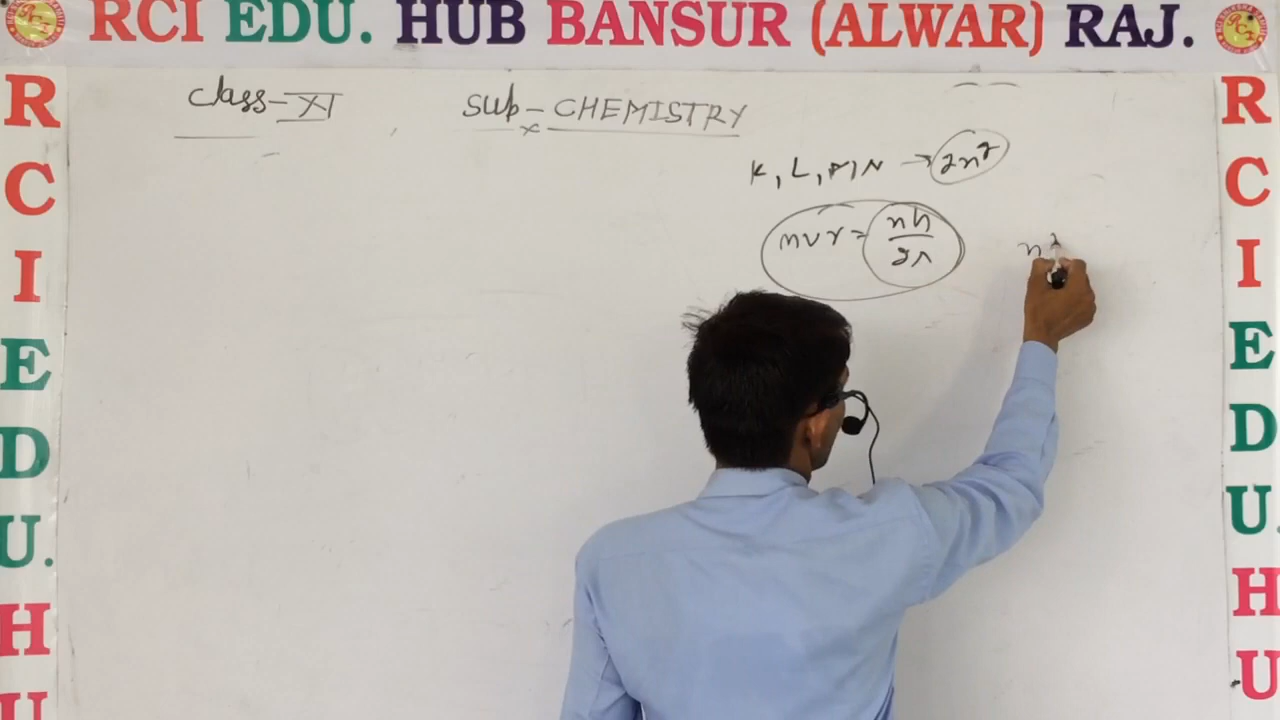 RCI EDU. HUB BANSUR (ALWAR) RAJ.
Class-XI Sub-CHEMISTRY
K, L, M, N → 2n²
mvr = nh/2π
n
R
C
I
E
D
U.
H
U
R
C
I
E
D
U.
H
U